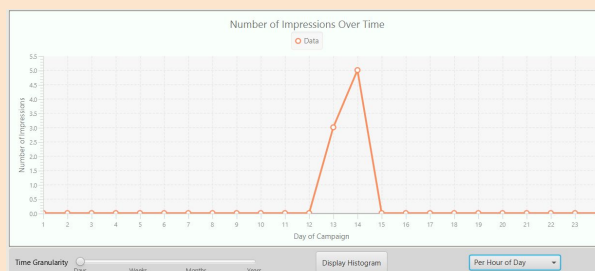 Number of Impressions Over Time
Data
5.5
5.0
4.5
4.0
3.5
3.0
2.5
2.0
1.5
1.0
0.5
0.0
Number of Impressions
1 2 3 4 5 6 7 8 9 10 11 12 13 14 15 16 17 18 19 20 21 22 23
Day of Campaign
Time Granularity
Days Weeks Months Years
Display Histogram
Per Hour of Day